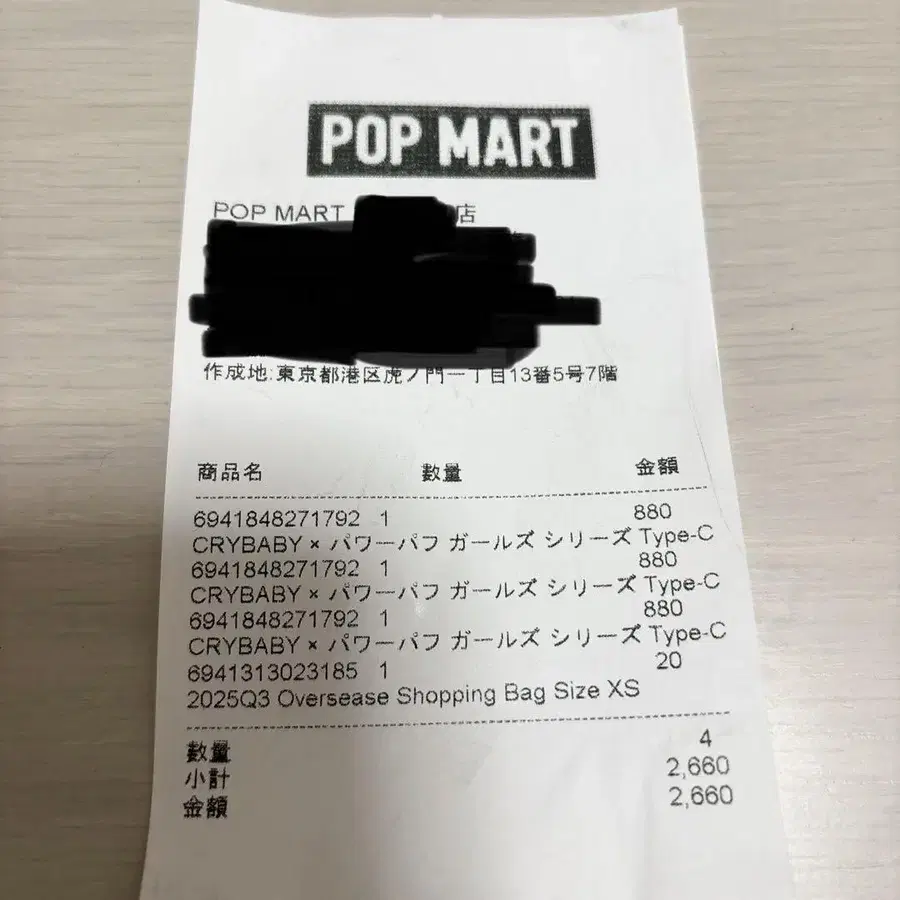 POP MART
POP MART 店
作成地:東京都港区虎ノ門一丁目13番5号7階
商品名 數量 金額
6941848271792 1 880
CRYBABY × パワーパフ ガールズ シリーズ Type-C
6941848271792 1 880
CRYBABY × パワーパフ ガールズ シリーズ Type-C
6941848271792 1 880
CRYBABY × パワーパフ ガールズ シリーズ Type-C
6941313023185 1 20
2025Q3 Oversease Shopping Bag Size XS
數量 4
小計 2,660
金額 2,660